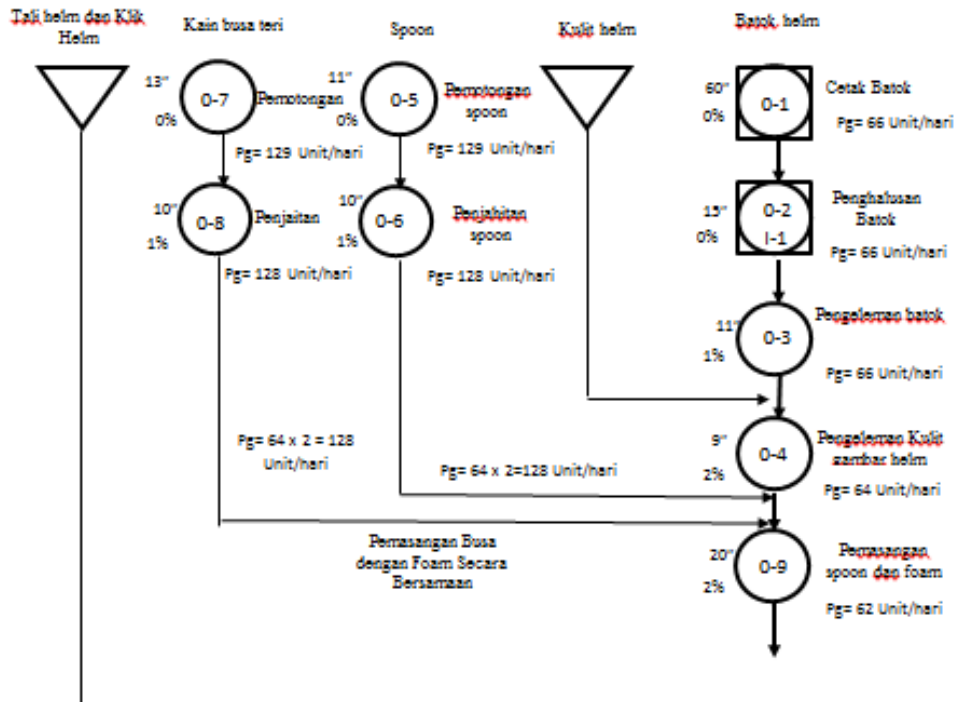 Tali helm dan Klik
Helm
Kain busa teri
Spoon
Kulit helm
Batok helm
13"
0%
0-7
Pemotongan
Pg= 129 Unit/hari
11"
0%
0-5
Pemotongan
spoon
Pg= 129 Unit/hari
60"
0%
0-1
Cetak Batok
Pg= 66 Unit/hari
10"
1%
0-8
Penjaitan
Pg= 128 Unit/hari
10"
1%
0-6
Penjahitan
spoon
Pg= 128 Unit/hari
15"
0%
0-2
I-1
Penghalusan
Batok
Pg= 66 Unit/hari
11"
1%
0-3
Pengeleman batok
Pg= 66 Unit/hari
Pg= 64 x 2 = 128
Unit/hari
Pg= 64 x 2=128 Unit/hari
9"
2%
0-4
Pengeleman Kulit
gambar helm
Pg= 64 Unit/hari
Pemasangan Busa
dengan Foam Secara
Bersamaan
20"
2%
0-9
Pemasangan
spoon dan foam
Pg= 62 Unit/hari